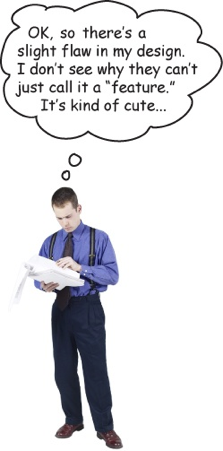 OK, so there's a
slight flaw in my design.
I don't see why they can't
just call it a "feature."
It's kind of cute...